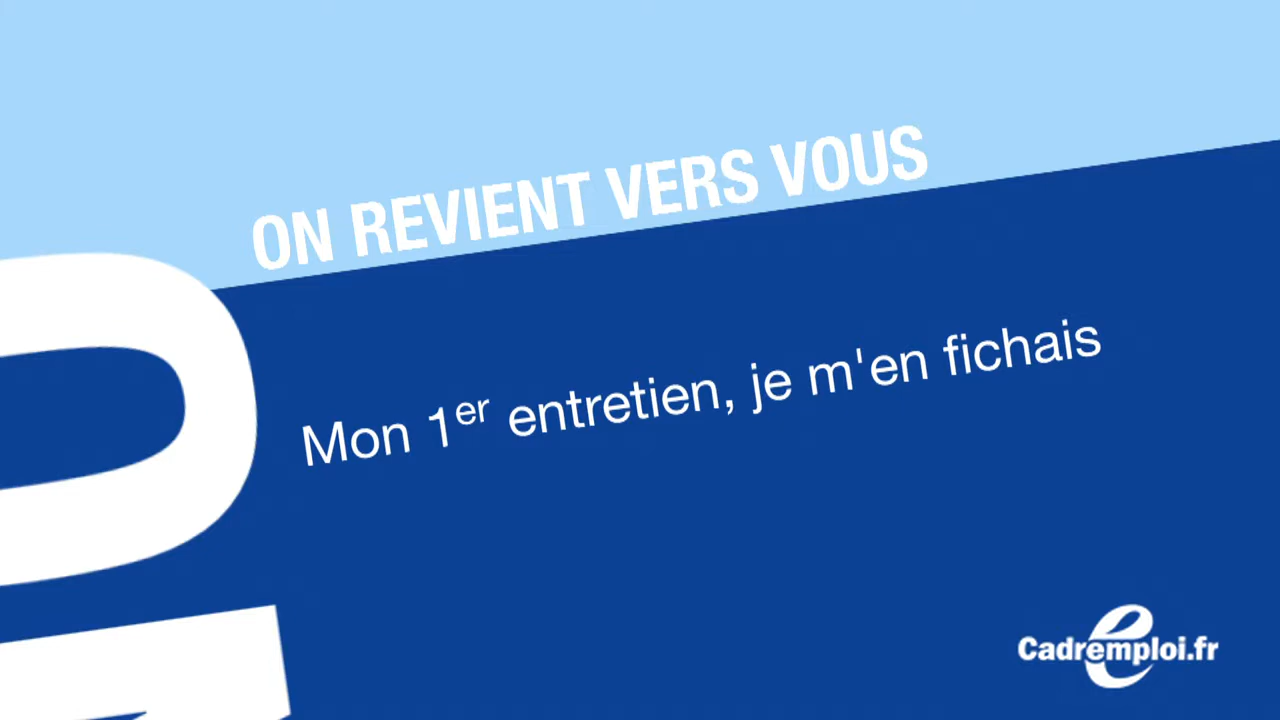 ON REVIENT VERS VOUS
Mon 1er entretien, je m'en fichais
Cadremploi.fr